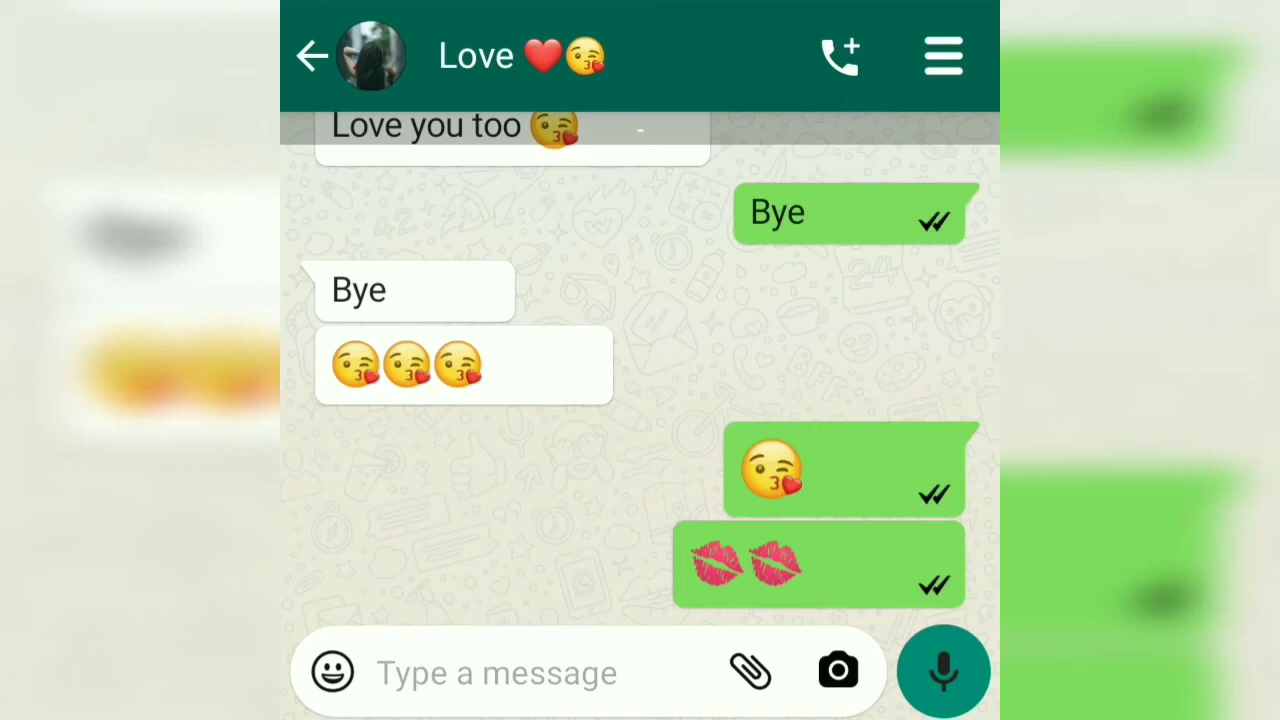 Love ❤️😘
Love you too 😘
Bye
Bye
😘😘😘
😘
💋💋
Type a message